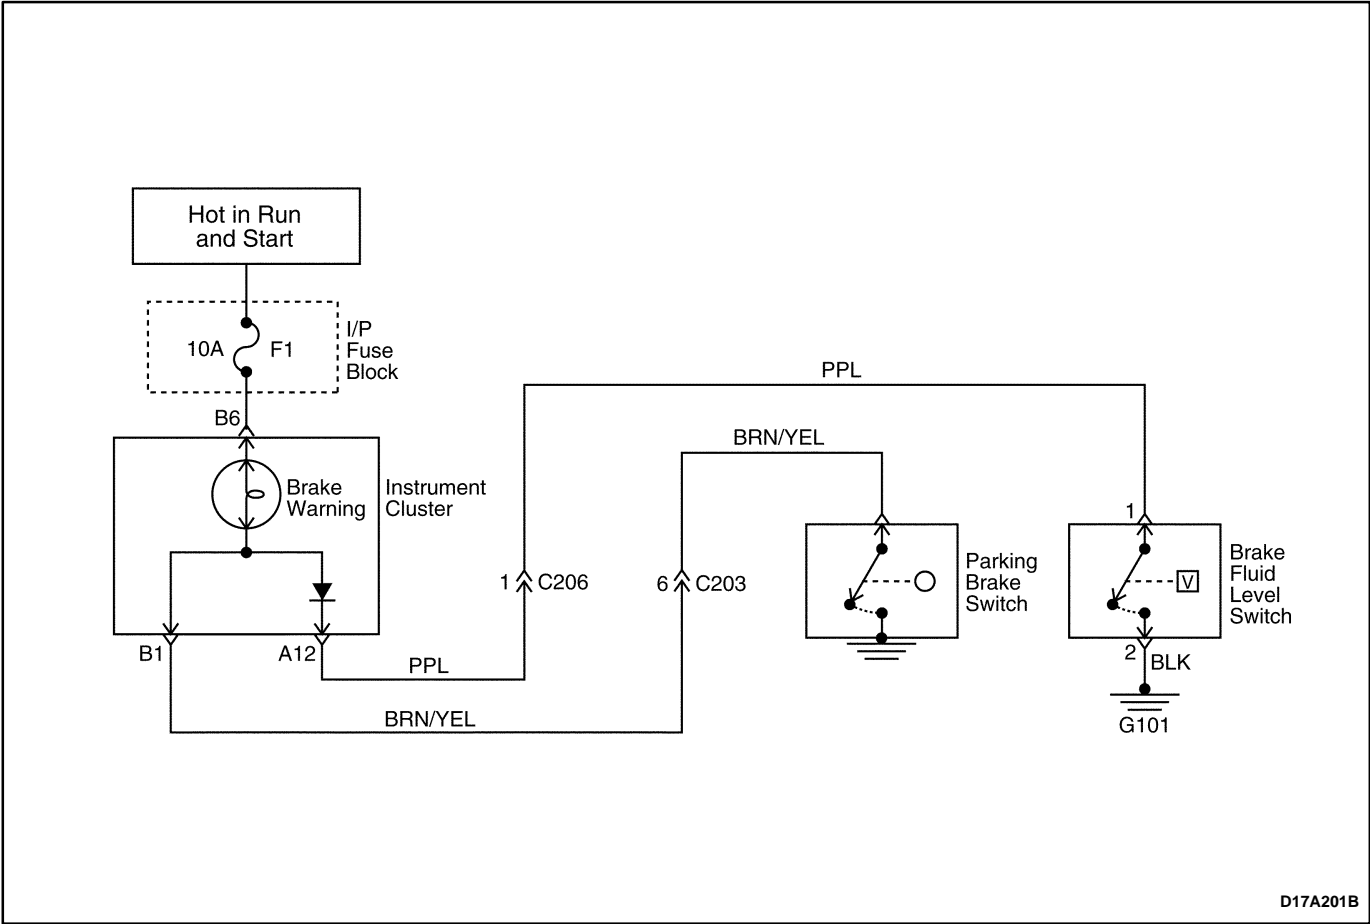 Hot in Run
and Start
10A
F1
I/P
Fuse
Block
B6
Brake
Warning
Instrument
Cluster
B1
A12
PPL
BRN/YEL
1
C206
6
C203
PPL
BRN/YEL
Parking
Brake
Switch
1
V
Brake
Fluid
Level
Switch
2
BLK
G101
D17A201B